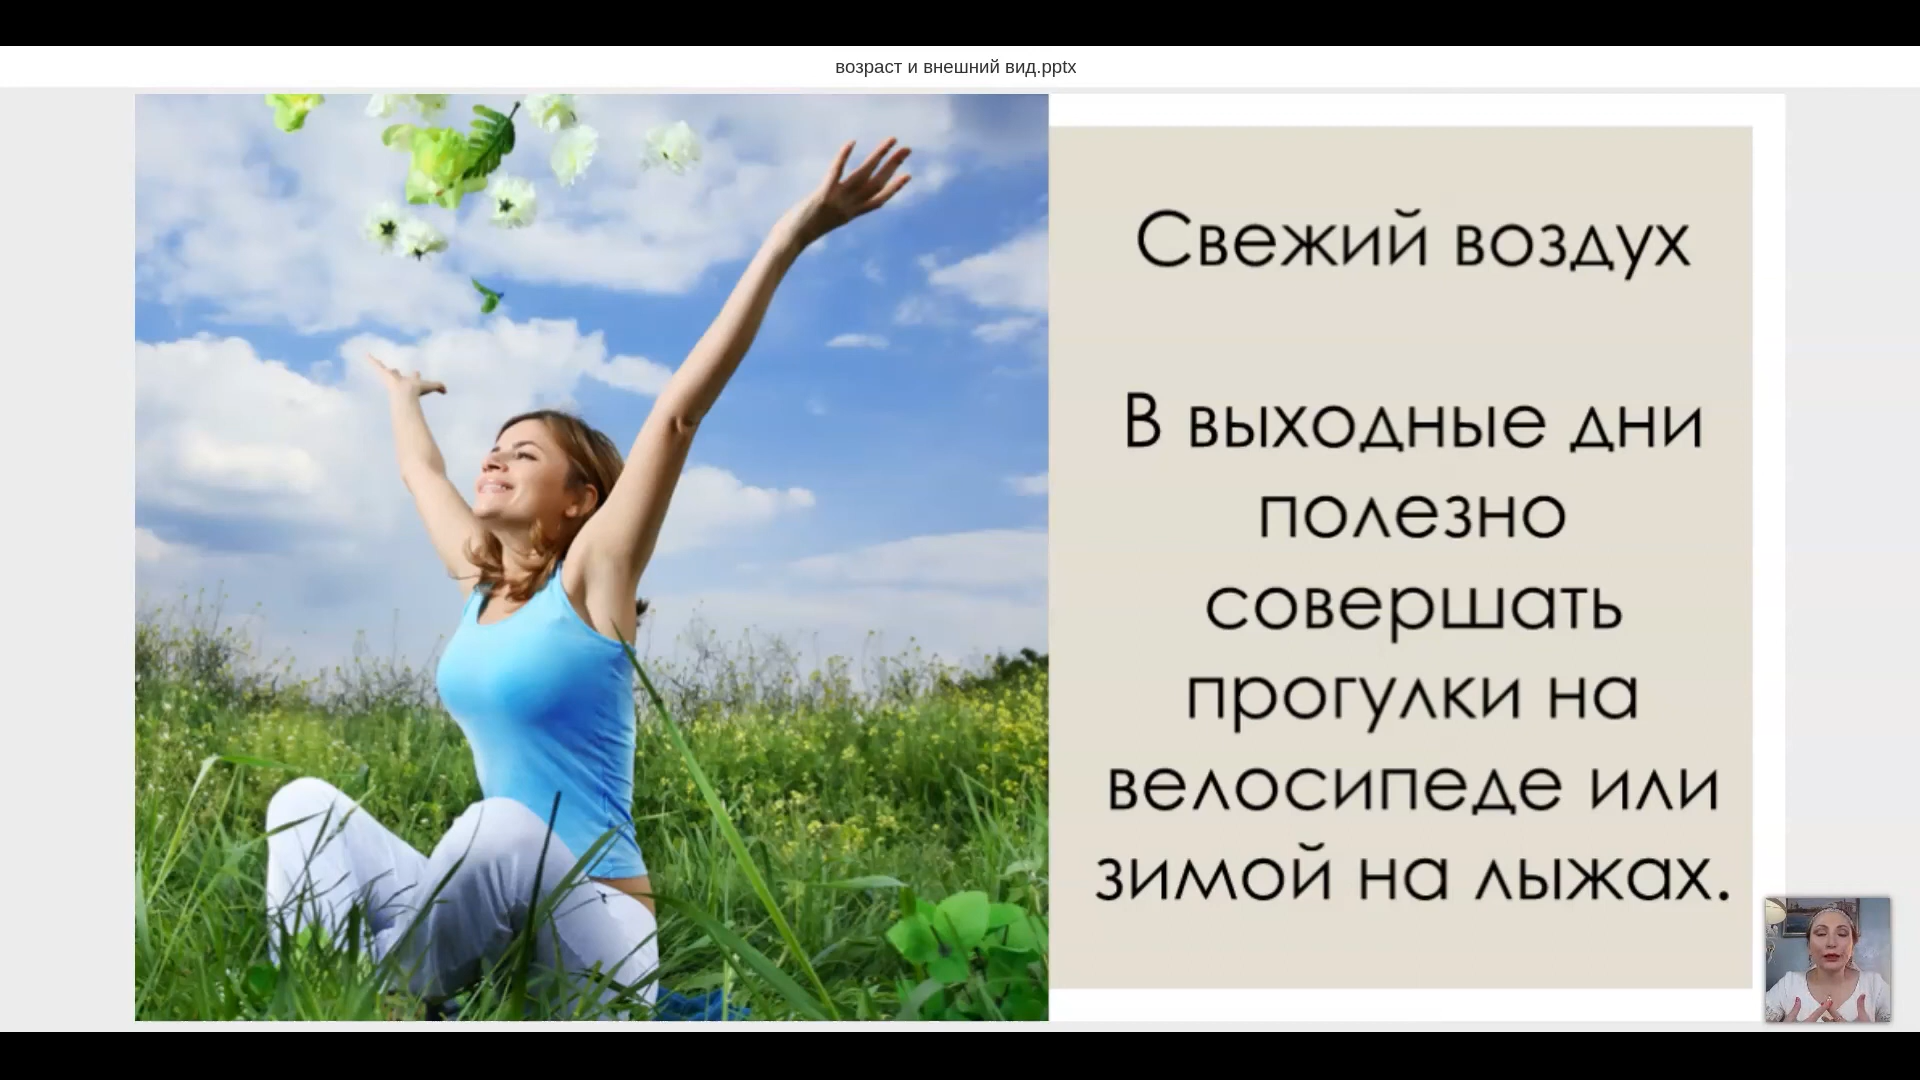 возраст и внешний вид.pptx
Свежий воздух
В выходные дни
полезно
совершать
прогулки на
велосипеде или
зимой на лыжах.